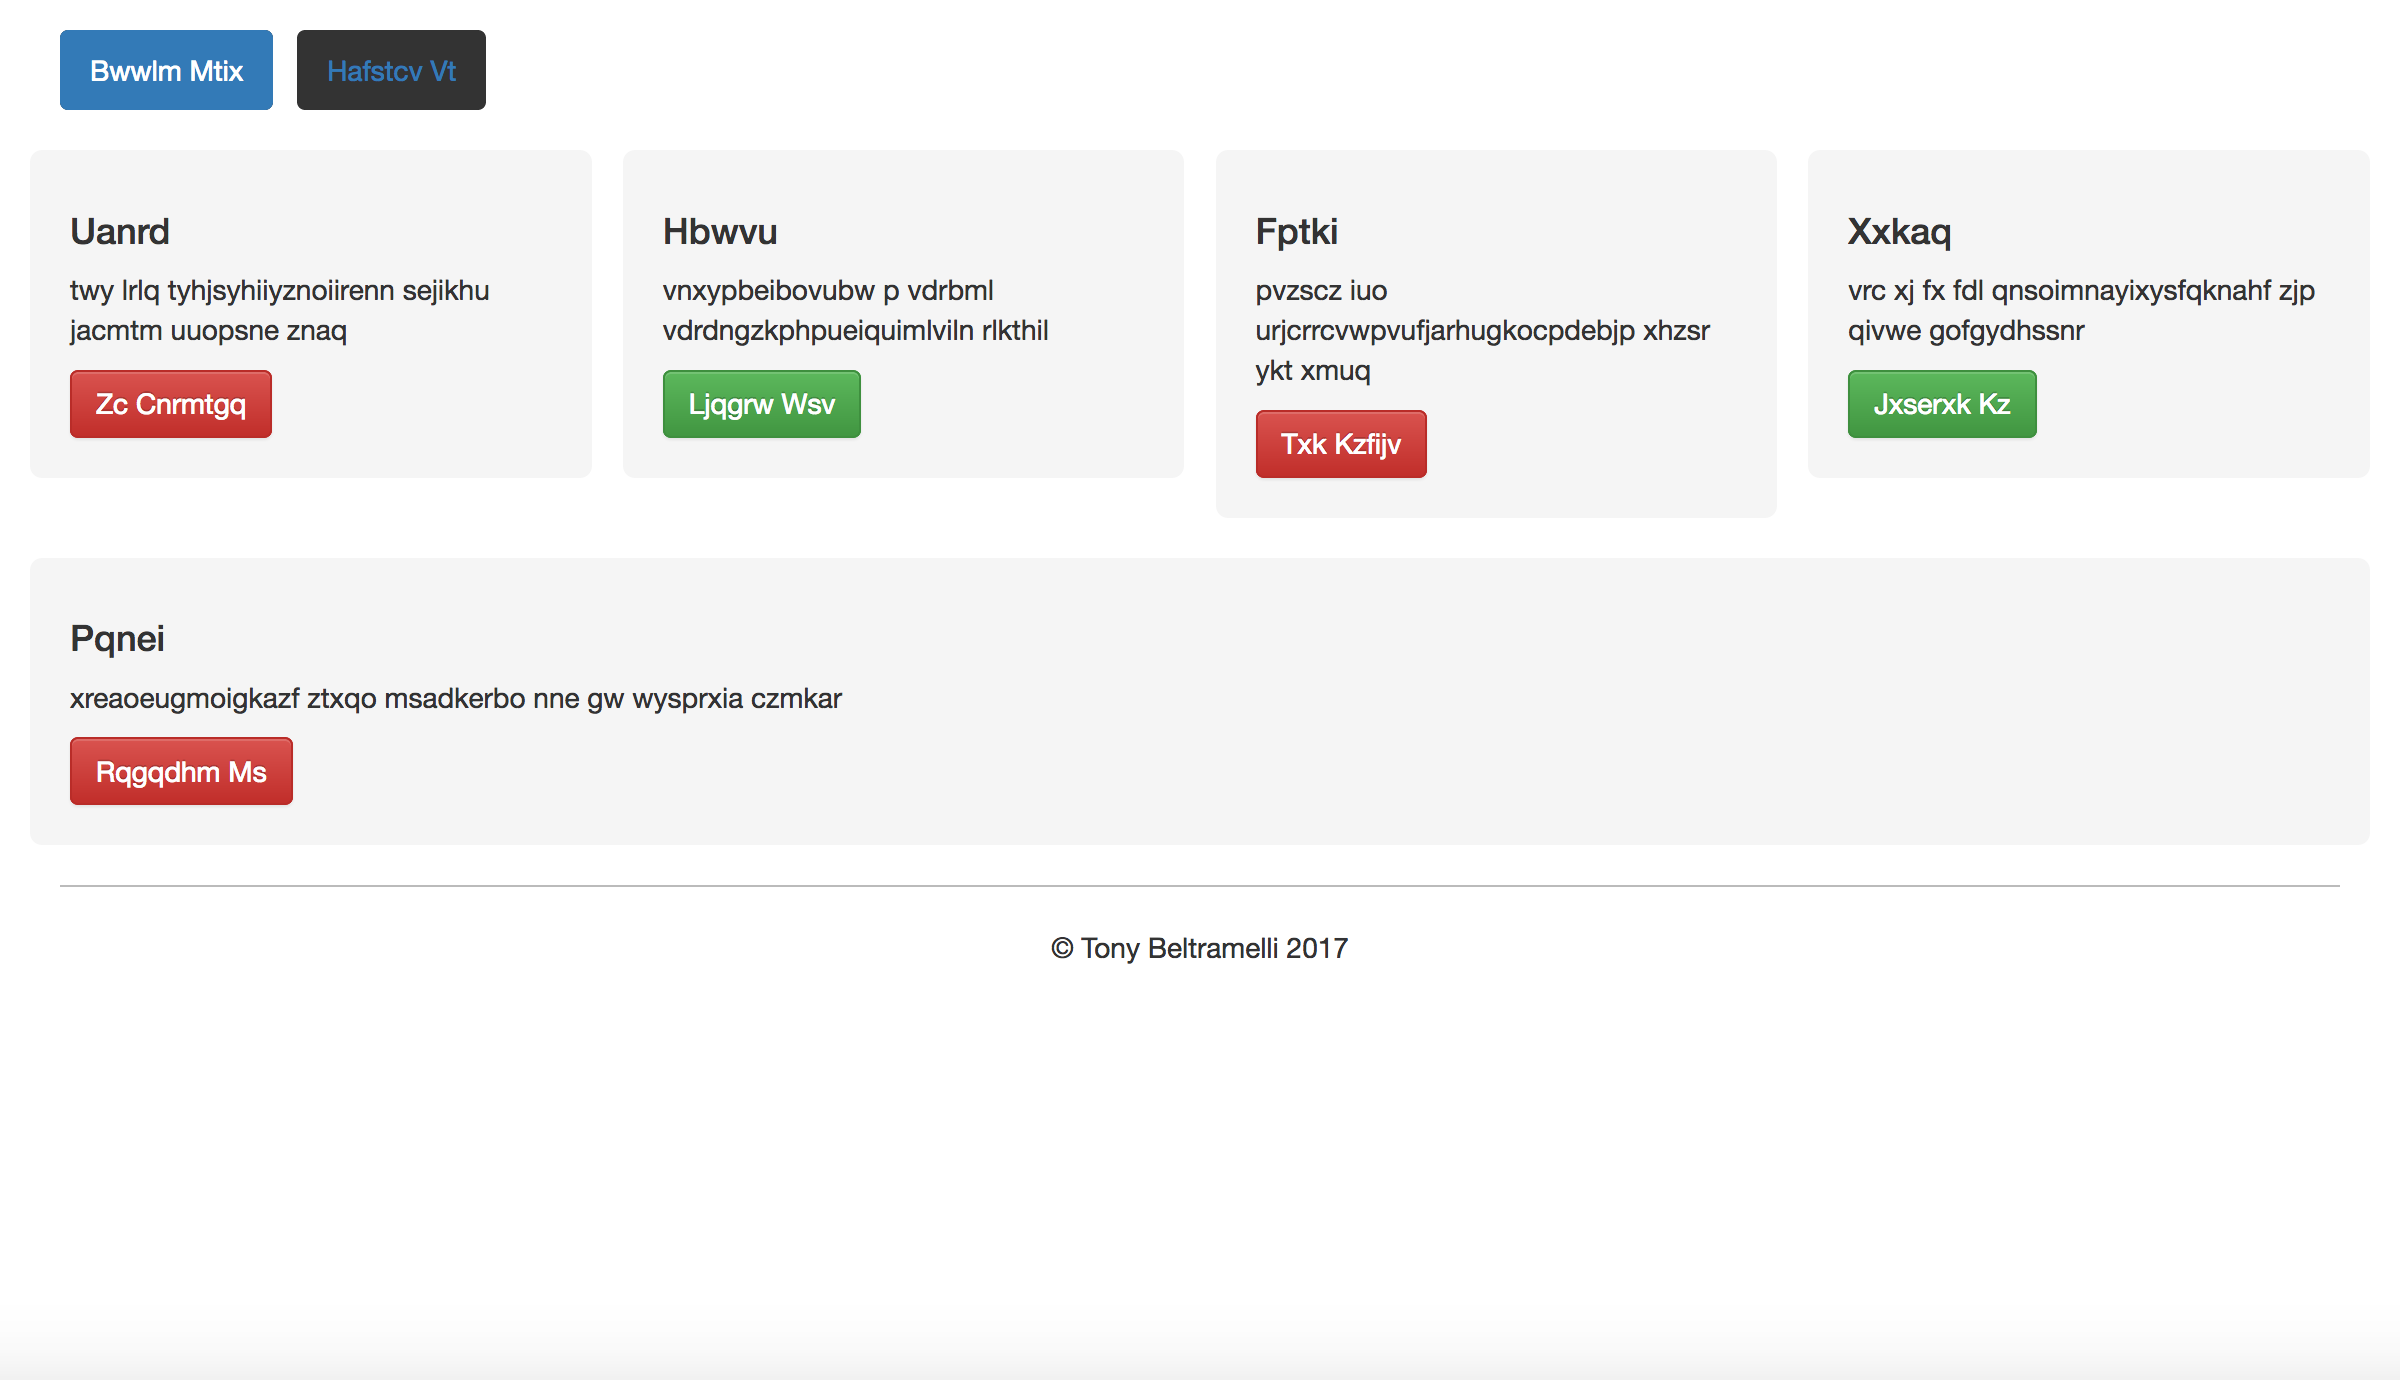 Bwwlm Mtix
Hafstcv Vt
Uanrd
twy lrlq tyhjsyhiiyznoiirenn sejikhu
jacmtm uuopsne znaq
Zc Cnrmtgq
Hbwvu
vnxypbeibovubw p vdrbml
vdrdngzkphpueiquimlviln rlkthil
Ljqgrw Wsv
Fptki
pvzscz iuo
urjcrrcvwpvufjarhugkocpdebjp xhzsr
ykt xmuq
Txk Kzfijv
Xxkaq
vrc xj fx fdl qnsoimnayixysfqknahf zjp
qivwe gofgydhssnr
Jxserxk Kz
Pqnei
xreaoeugmoigkazf ztxqo msadkerbo nne gw wysprxia czmkar
Rqgqdhm Ms
© Tony Beltramelli 2017